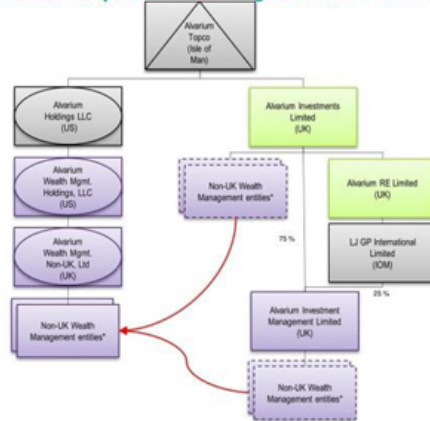 Alvarium
Topco
(Isle of
Man)
Alvarium
Holdings LLC
(US)
Alvarium Investments
Limited
(UK)
Alvarium
Wealth Mgmt.
Holdings, LLC
(US)
Non-UK Wealth
Management entities*
Alvarium RE Limited
(UK)
Alvarium
Wealth Mgmt.
Non-UK, Ltd
(UK)
75 %
LJ GP International
Limited
(IOM)
25 %
Non-UK Wealth
Management entities*
Alvarium Investment
Management Limited
(UK)
Non-UK Wealth
Management entities*